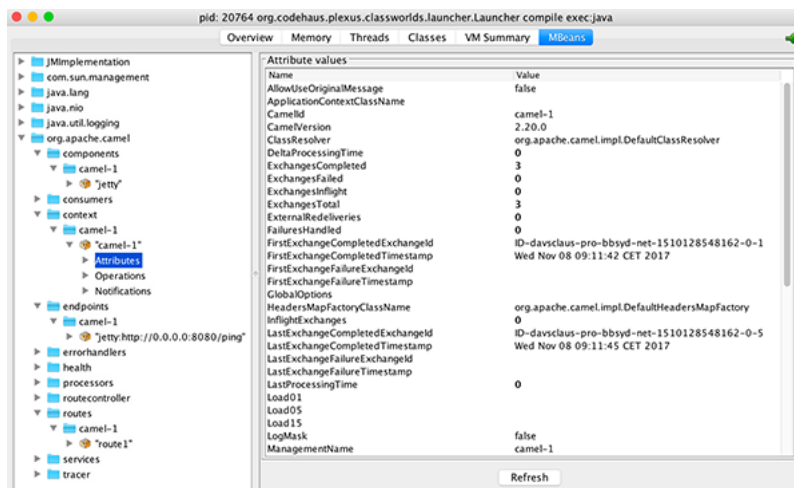 pid: 20764 org.codehaus.plexus.classworlds.launcher.Launcher compile exec:java
Overview Memory Threads Classes VM Summary MBeans
JMImplementation
com.sun.management
java.lang
java.nio
java.util.logging
org.apache.camel
components
camel-1
"jetty"
consumers
context
camel-1
"camel-1"
Attributes
Operations
Notifications
endpoints
camel-1
"jetty:http://0.0.0.0:8080/ping"
errorhandlers
health
processors
routecontroller
routes
camel-1
"route1"
services
tracer
Attribute values
Name Value
AllowUseOriginalMessage false
ApplicationContextClassName
CamelId camel-1
CamelVersion 2.20.0
ClassResolver org.apache.camel.impl.DefaultClassResolver
DeltaProcessingTime 0
ExchangesCompleted 3
ExchangesFailed 0
ExchangesInflight 0
ExchangesTotal 3
ExternalRedeliveries 0
FailuresHandled 0
FirstExchangeCompletedExchangeId ID-davsclaus-pro-bbsyd-net-1510128548162-0-1
FirstExchangeCompletedTimestamp Wed Nov 08 09:11:42 CET 2017
FirstExchangeFailureExchangeId
FirstExchangeFailureTimestamp
GlobalOptions
HeadersMapFactoryClassName org.apache.camel.impl.DefaultHeadersMapFactory
InflightExchanges 0
LastExchangeCompletedExchangeId ID-davsclaus-pro-bbsyd-net-1510128548162-0-5
LastExchangeCompletedTimestamp Wed Nov 08 09:11:45 CET 2017
LastExchangeFailureExchangeId
LastExchangeFailureTimestamp
LastProcessingTime 0
Load01
Load05
Load15
LogMask false
ManagementName camel-1
Refresh